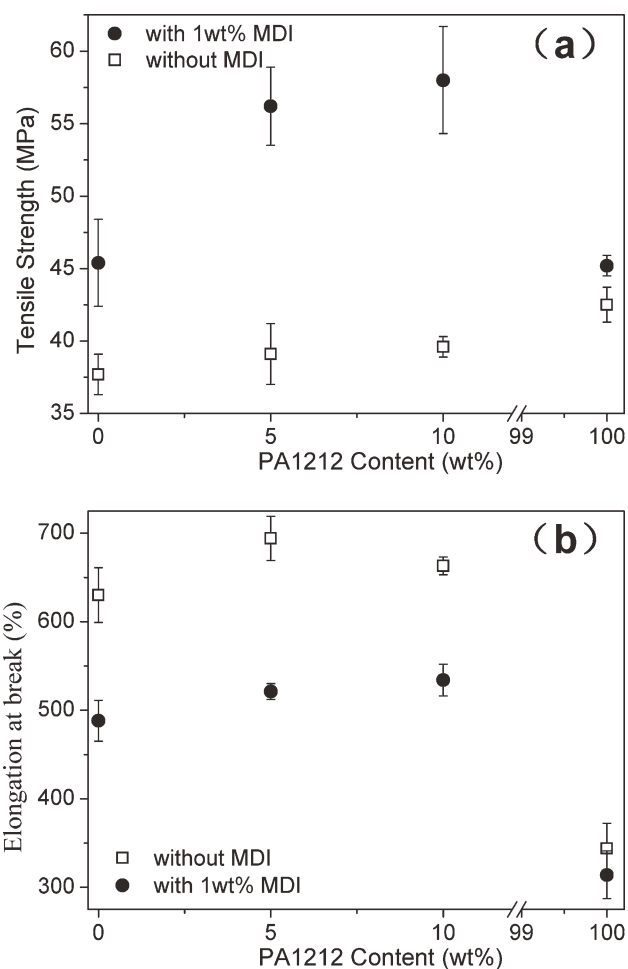 with 1wt% MDI
without MDI
(a)
60
55
50
45
40
35
Tensile Strength (MPa)
0 5 10 99 100
PA1212 Content (wt%)
(b)
700
600
500
400
300
Elongation at break (%)
without MDI
with 1wt% MDI
0 5 10 99 100
PA1212 Content (wt%)